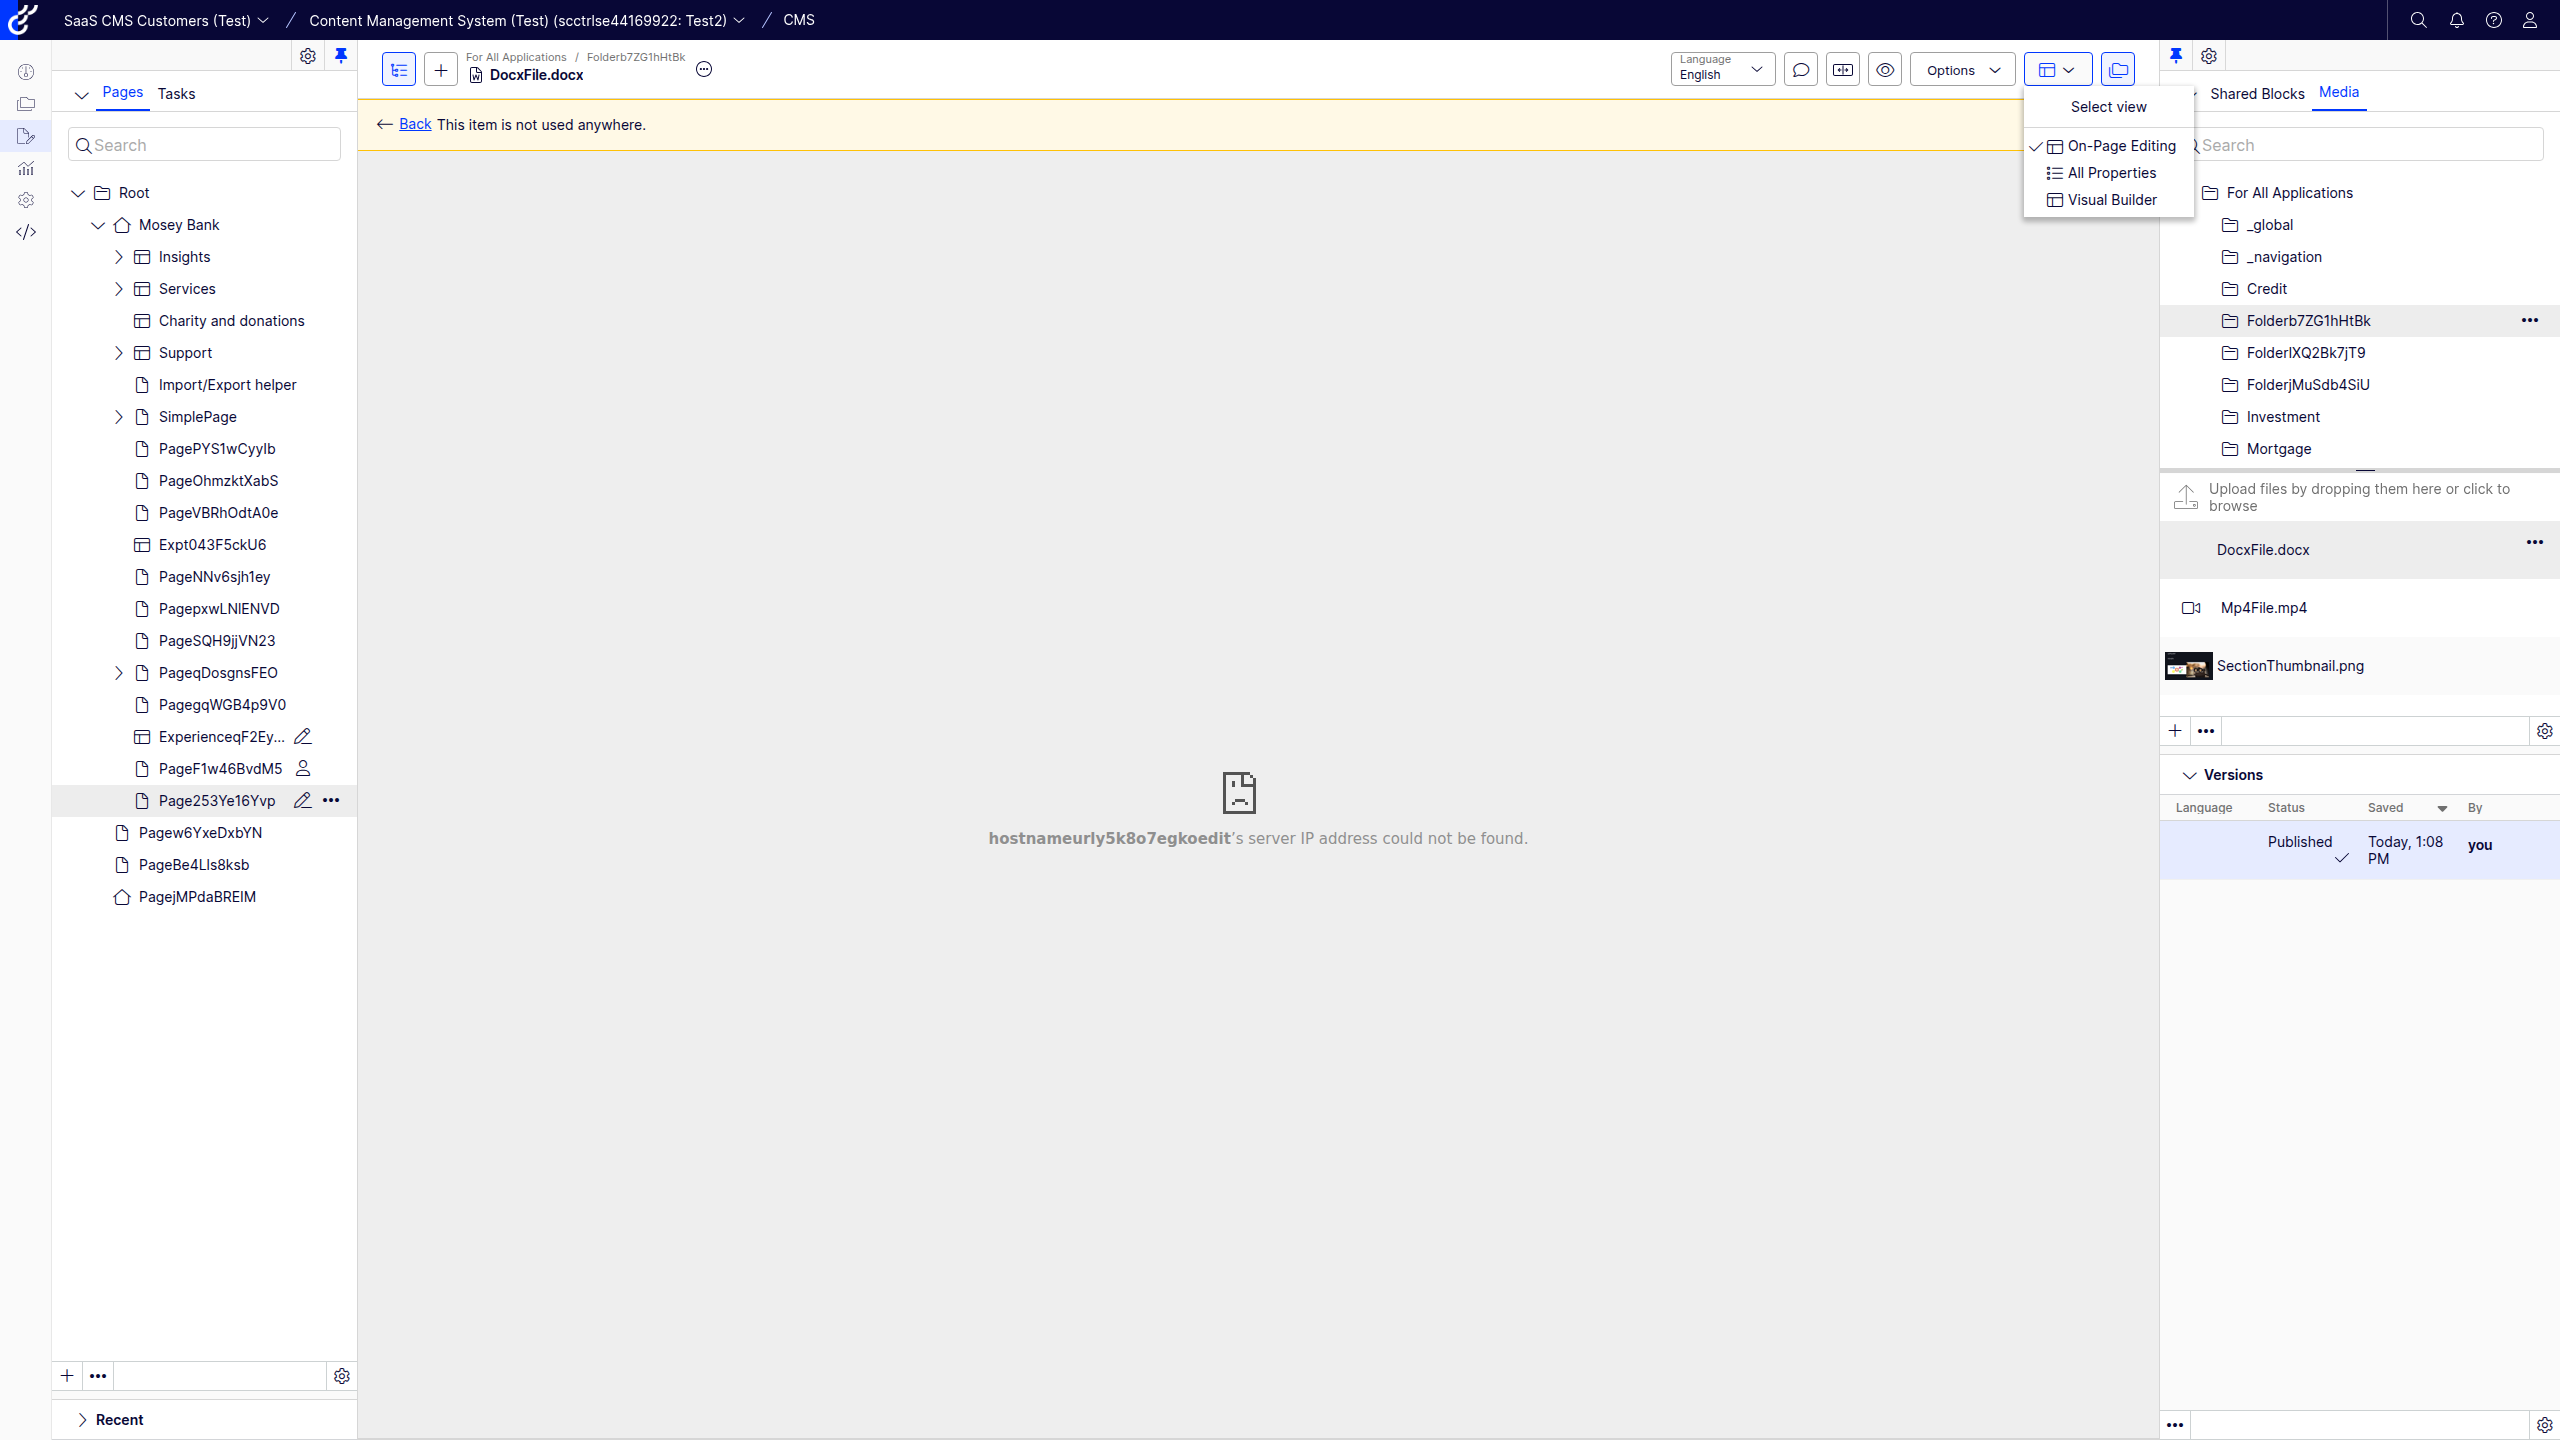 SaaS CMS Customers (Test) / Content Management System (Test) (scctrlse44169922: Test2) / CMS
Pages Tasks
Search
Root
Mosey Bank
Insights
Services
Charity and donations
Support
Import/Export helper
SimplePage
PagePYS1wCyyIb
PageOhmzktXabS
PageVBRhOdtA0e
Expt043F5ckU6
PageNNv6sjh1ey
PagepxwLNlENVD
PageSQH9jjVN23
PageqDosgnsFEO
PagegqWGB4p9V0
ExperienceqF2Ey...
PageF1w46BvdM5
Page253Ye16Yvp
Pagew6YxeDxbYN
PageBe4LIs8ksb
PagejMPdaBREIM
Recent
For All Applications / Folderb7ZG1hHtBk
DocxFile.docx
Language
English
Options
Back This item is not used anywhere.
Select view
On-Page Editing
All Properties
Visual Builder
hostnameurly5k8o7egkoedit's server IP address could not be found.
Shared Blocks Media
Search
For All Applications
_global
_navigation
Credit
Folderb7ZG1hHtBk
FolderIXQ2Bk7jT9
FolderjMuSdb4SiU
Investment
Mortgage
Upload files by dropping them here or click to
browse
DocxFile.docx
Mp4File.mp4
SectionThumbnail.png
Versions
Language Status Saved By
Published Today, 1:08 PM you